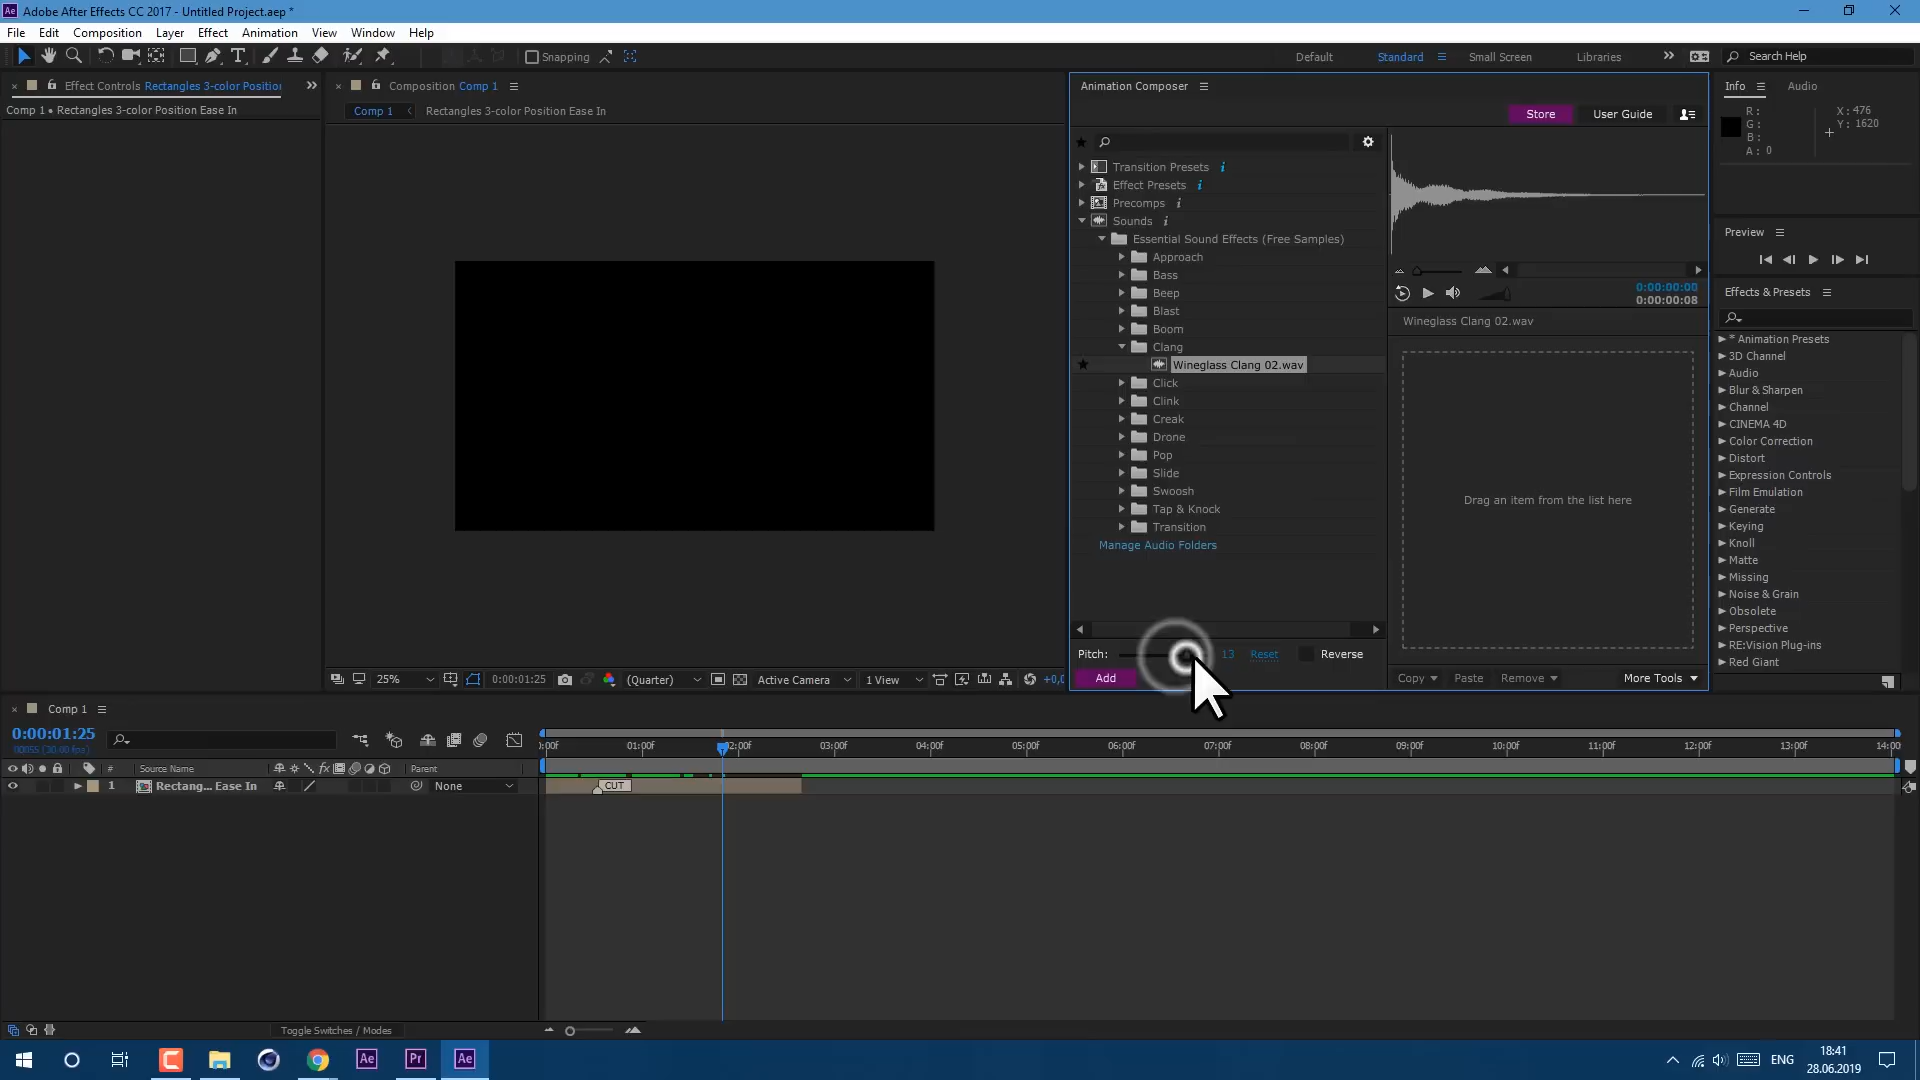 Adobe After Effects CC 2017 - Untitled Project.aep *
File Edit Composition Layer Effect Animation View Window Help
Snapping
Default Standard Small Screen Libraries
Search Help
Effect Controls Rectangles 3-color Position
Comp 1 • Rectangles 3-color Position Ease In
Composition Comp 1
Comp 1
Rectangles 3-color Position Ease In
25%
0:00:01:25
(Quarter)
Active Camera
1 View
+0,0
Animation Composer
Store
User Guide
Transition Presets
Effect Presets
Precomps
Sounds
Essential Sound Effects (Free Samples)
Approach
Bass
Beep
Blast
Boom
Clang
Wineglass Clang 02.wav
Click
Clink
Creak
Drone
Pop
Slide
Swoosh
Tap & Knock
Transition
Manage Audio Folders
Pitch:
13
Reset
Reverse
Add
0:00:00:00
0:00:00:08
Wineglass Clang 02.wav
Drag an item from the list here
Copy
Paste
Remove
More Tools
Info
Audio
R:
G:
B:
A: 0
X: 476
Y: 1620
Preview
Effects & Presets
* Animation Presets
3D Channel
Audio
Blur & Sharpen
Channel
CINEMA 4D
Color Correction
Distort
Expression Controls
Film Emulation
Generate
Keying
Knoll
Matte
Missing
Noise & Grain
Obsolete
Perspective
RE:Vision Plug-ins
Red Giant
Comp 1
0:00:01:25
00055 (30.00 fps)
# Source Name
Parent
1 Rectang... Ease In
None
:00f 01:00f 02:00f 03:00f 04:00f 05:00f 06:00f 07:00f 08:00f 09:00f 10:00f 11:00f 12:00f 13:00f 14:00
CUT
Toggle Switches / Modes
Ae
Pr
Ae
ENG
18:41
28.06.2019